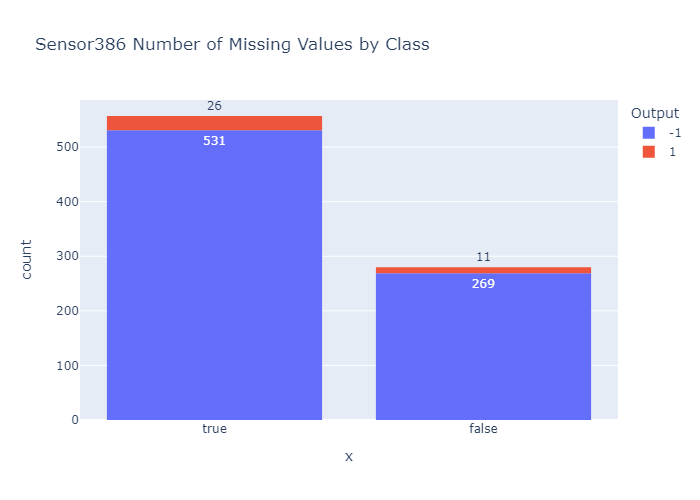 Sensor386 Number of Missing Values by Class
26
531
11
269
500
400
300
200
100
0
count
true
false
x
Output
-1
1